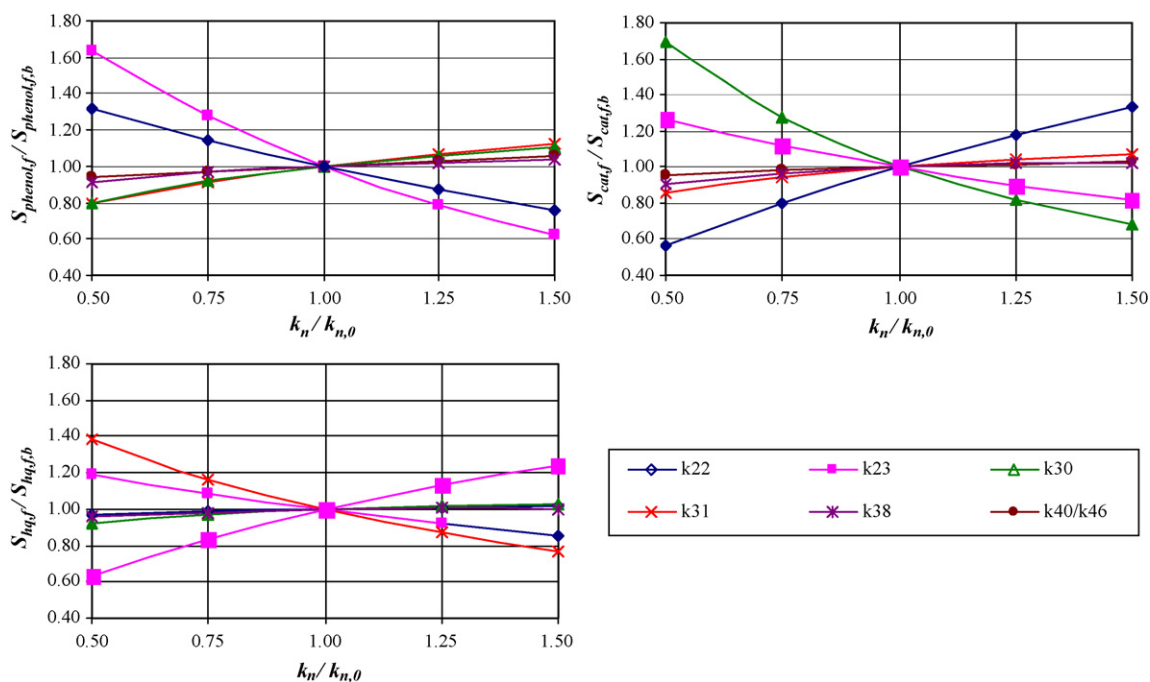 S_phenol,f / S_phenol,f,b
1.80
1.60
1.40
1.20
1.00
0.80
0.60
0.40
0.50 0.75 1.00 1.25 1.50
k_n / k_n,0
S_cat,f / S_cat,f,b
1.80
1.60
1.40
1.20
1.00
0.80
0.60
0.40
0.50 0.75 1.00 1.25 1.50
k_n / k_n,0
S_hq,f / S_hq,f,b
1.80
1.60
1.40
1.20
1.00
0.80
0.60
0.40
0.50 0.75 1.00 1.25 1.50
k_n / k_n,0
k22 k23 k30
k31 k38 k40/k46